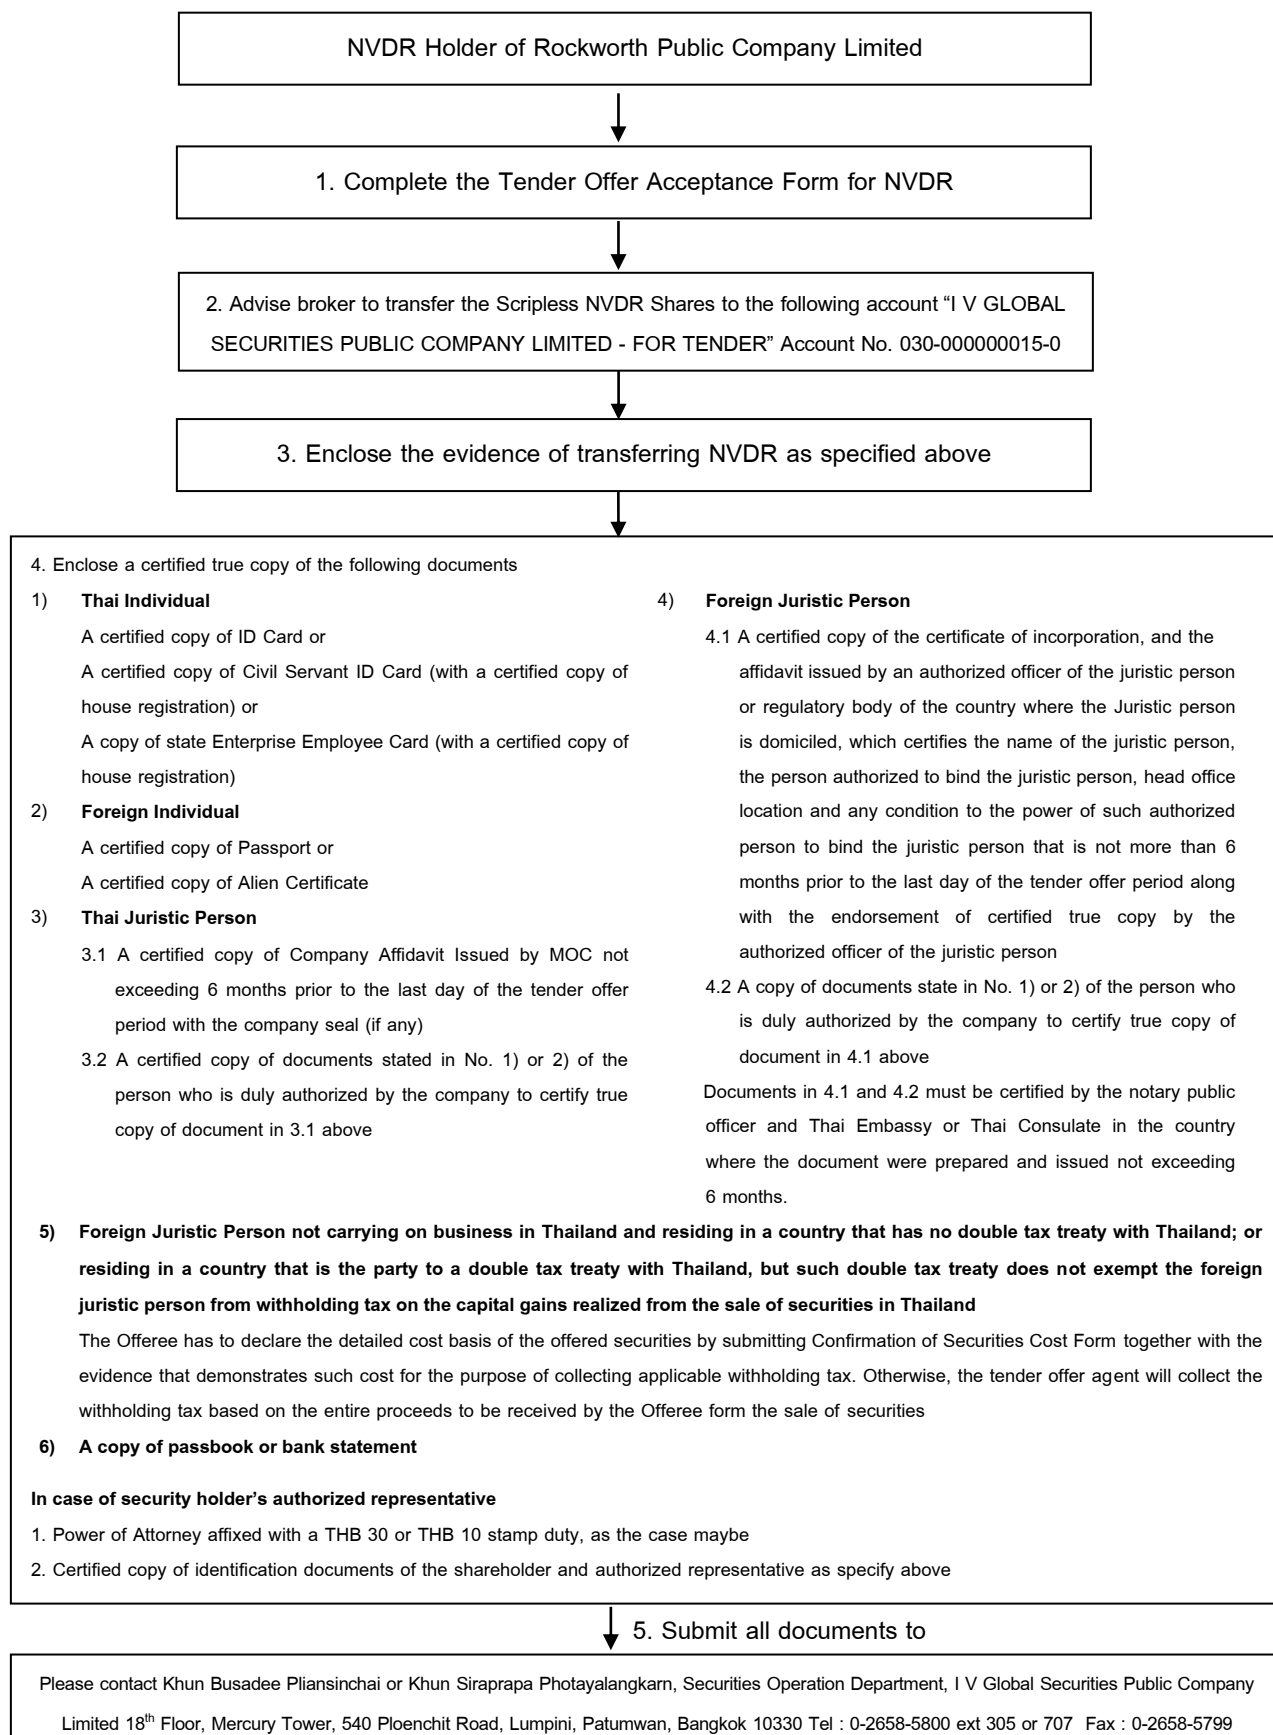 NVDR Holder of Rockworth Public Company Limited
1. Complete the Tender Offer Acceptance Form for NVDR
2. Advise broker to transfer the Scripless NVDR Shares to the following account “I V GLOBAL
SECURITIES PUBLIC COMPANY LIMITED - FOR TENDER” Account No. 030-000000015-0
3. Enclose the evidence of transferring NVDR as specified above
4. Enclose a certified true copy of the following documents
1) Thai Individual
A certified copy of ID Card or
A certified copy of Civil Servant ID Card (with a certified copy of
house registration) or
A copy of state Enterprise Employee Card (with a certified copy of
house registration)
2) Foreign Individual
A certified copy of Passport or
A certified copy of Alien Certificate
3) Thai Juristic Person
3.1 A certified copy of Company Affidavit Issued by MOC not
exceeding 6 months prior to the last day of the tender offer
period with the company seal (if any)
3.2 A certified copy of documents stated in No. 1) or 2) of the
person who is duly authorized by the company to certify true
copy of document in 3.1 above
4) Foreign Juristic Person
4.1 A certified copy of the certificate of incorporation, and the
affidavit issued by an authorized officer of the juristic person
or regulatory body of the country where the Juristic person
is domiciled, which certifies the name of the juristic person,
the person authorized to bind the juristic person, head office
location and any condition to the power of such authorized
person to bind the juristic person that is not more than 6
months prior to the last day of the tender offer period along
with the endorsement of certified true copy by the
authorized officer of the juristic person
4.2 A copy of documents state in No. 1) or 2) of the person who
is duly authorized by the company to certify true copy of
document in 4.1 above
Documents in 4.1 and 4.2 must be certified by the notary public
officer and Thai Embassy or Thai Consulate in the country
where the document were prepared and issued not exceeding
6 months.
5) Foreign Juristic Person not carrying on business in Thailand and residing in a country that has no double tax treaty with Thailand; or
residing in a country that is the party to a double tax treaty with Thailand, but such double tax treaty does not exempt the foreign
juristic person from withholding tax on the capital gains realized from the sale of securities in Thailand
The Offeree has to declare the detailed cost basis of the offered securities by submitting Confirmation of Securities Cost Form together with the
evidence that demonstrates such cost for the purpose of collecting applicable withholding tax. Otherwise, the tender offer agent will collect the
withholding tax based on the entire proceeds to be received by the Offeree form the sale of securities
6) A copy of passbook or bank statement
In case of security holder’s authorized representative
1. Power of Attorney affixed with a THB 30 or THB 10 stamp duty, as the case maybe
2. Certified copy of identification documents of the shareholder and authorized representative as specify above
5. Submit all documents to
Please contact Khun Busadee Pliansinchai or Khun Siraprapa Photayalangkarn, Securities Operation Department, I V Global Securities Public Company
Limited 18th Floor, Mercury Tower, 540 Ploenchit Road, Lumpini, Patumwan, Bangkok 10330 Tel : 0-2658-5800 ext 305 or 707 Fax : 0-2658-5799